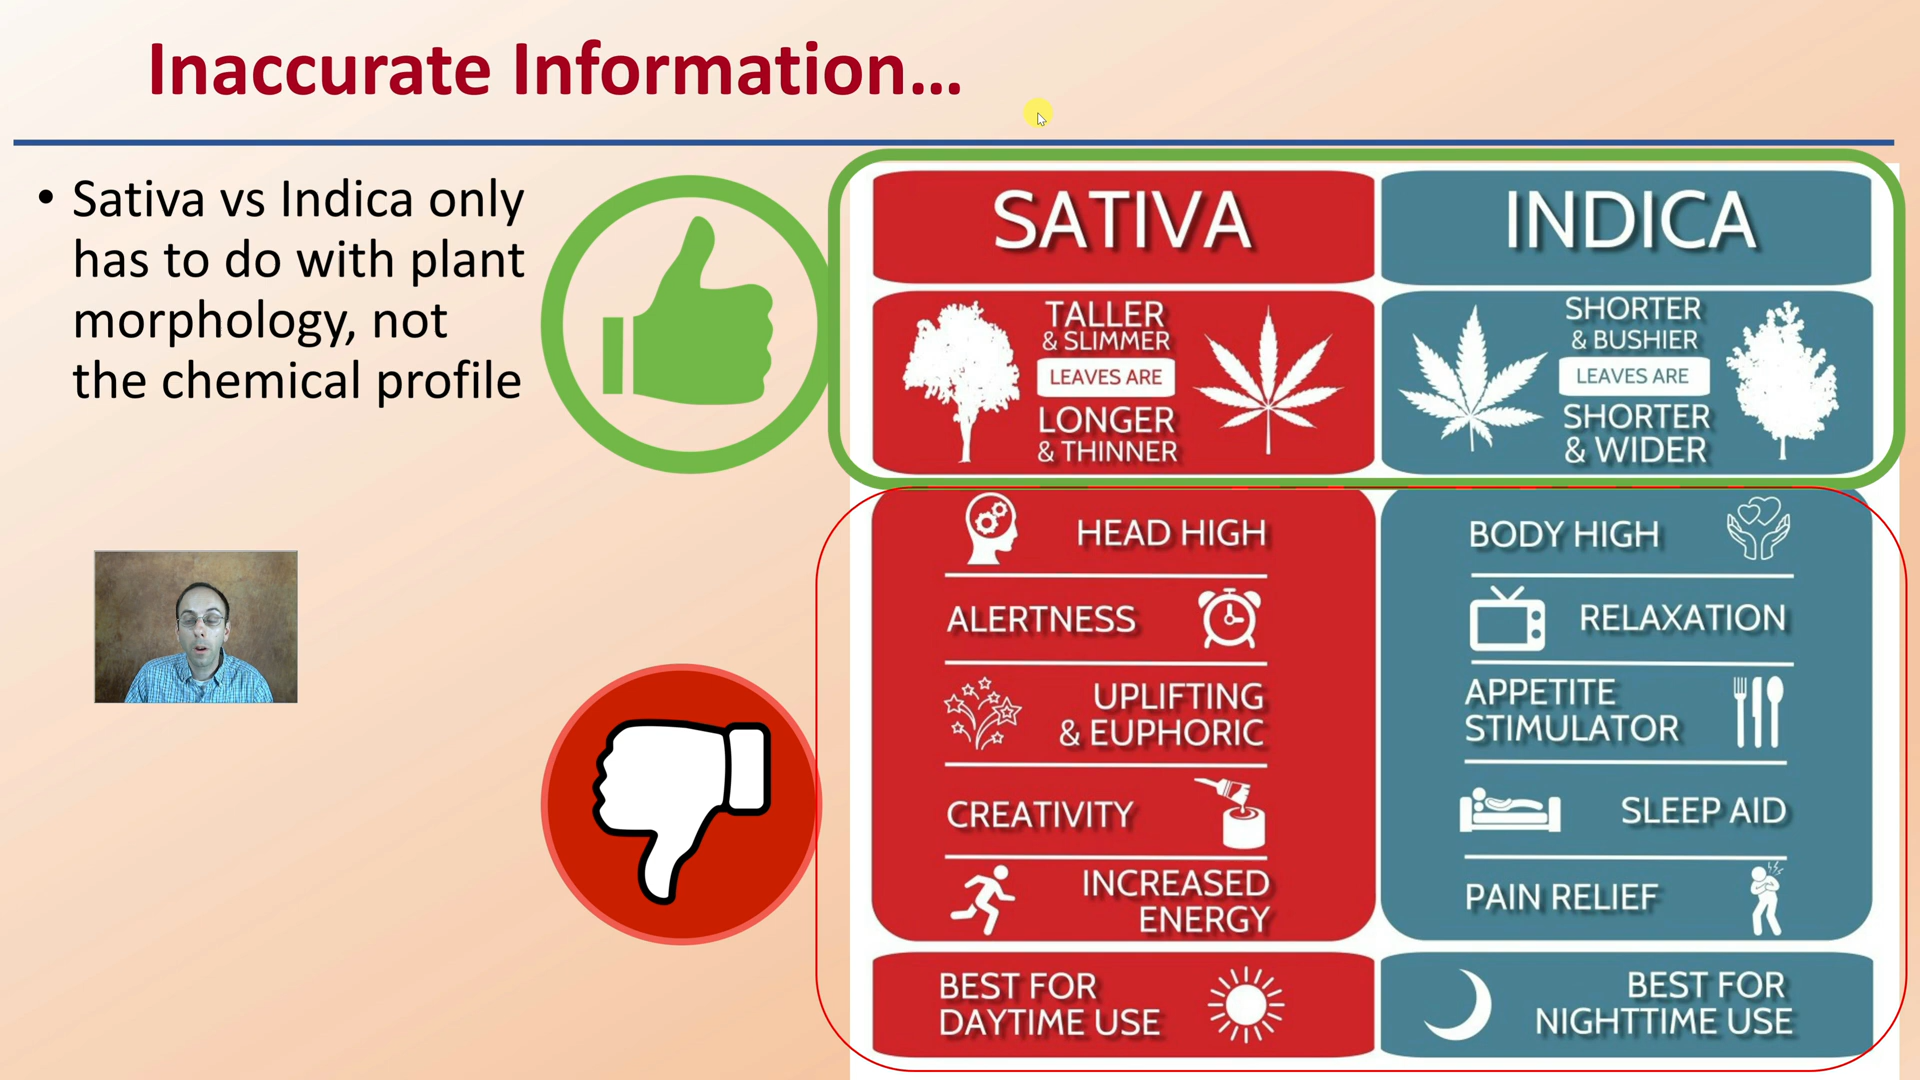 Inaccurate Information...
• Sativa vs Indica only
has to do with plant
morphology, not
the chemical profile
SATIVA
TALLER
& SLIMMER
LEAVES ARE
LONGER
& THINNER
HEAD HIGH
ALERTNESS
UPLIFTING
& EUPHORIC
CREATIVITY
INCREASED
ENERGY
BEST FOR
DAYTIME USE
INDICA
SHORTER
& BUSHIER
LEAVES ARE
SHORTER
& WIDER
BODY HIGH
RELAXATION
APPETITE
STIMULATOR
SLEEP AID
PAIN RELIEF
BEST FOR
NIGHTTIME USE